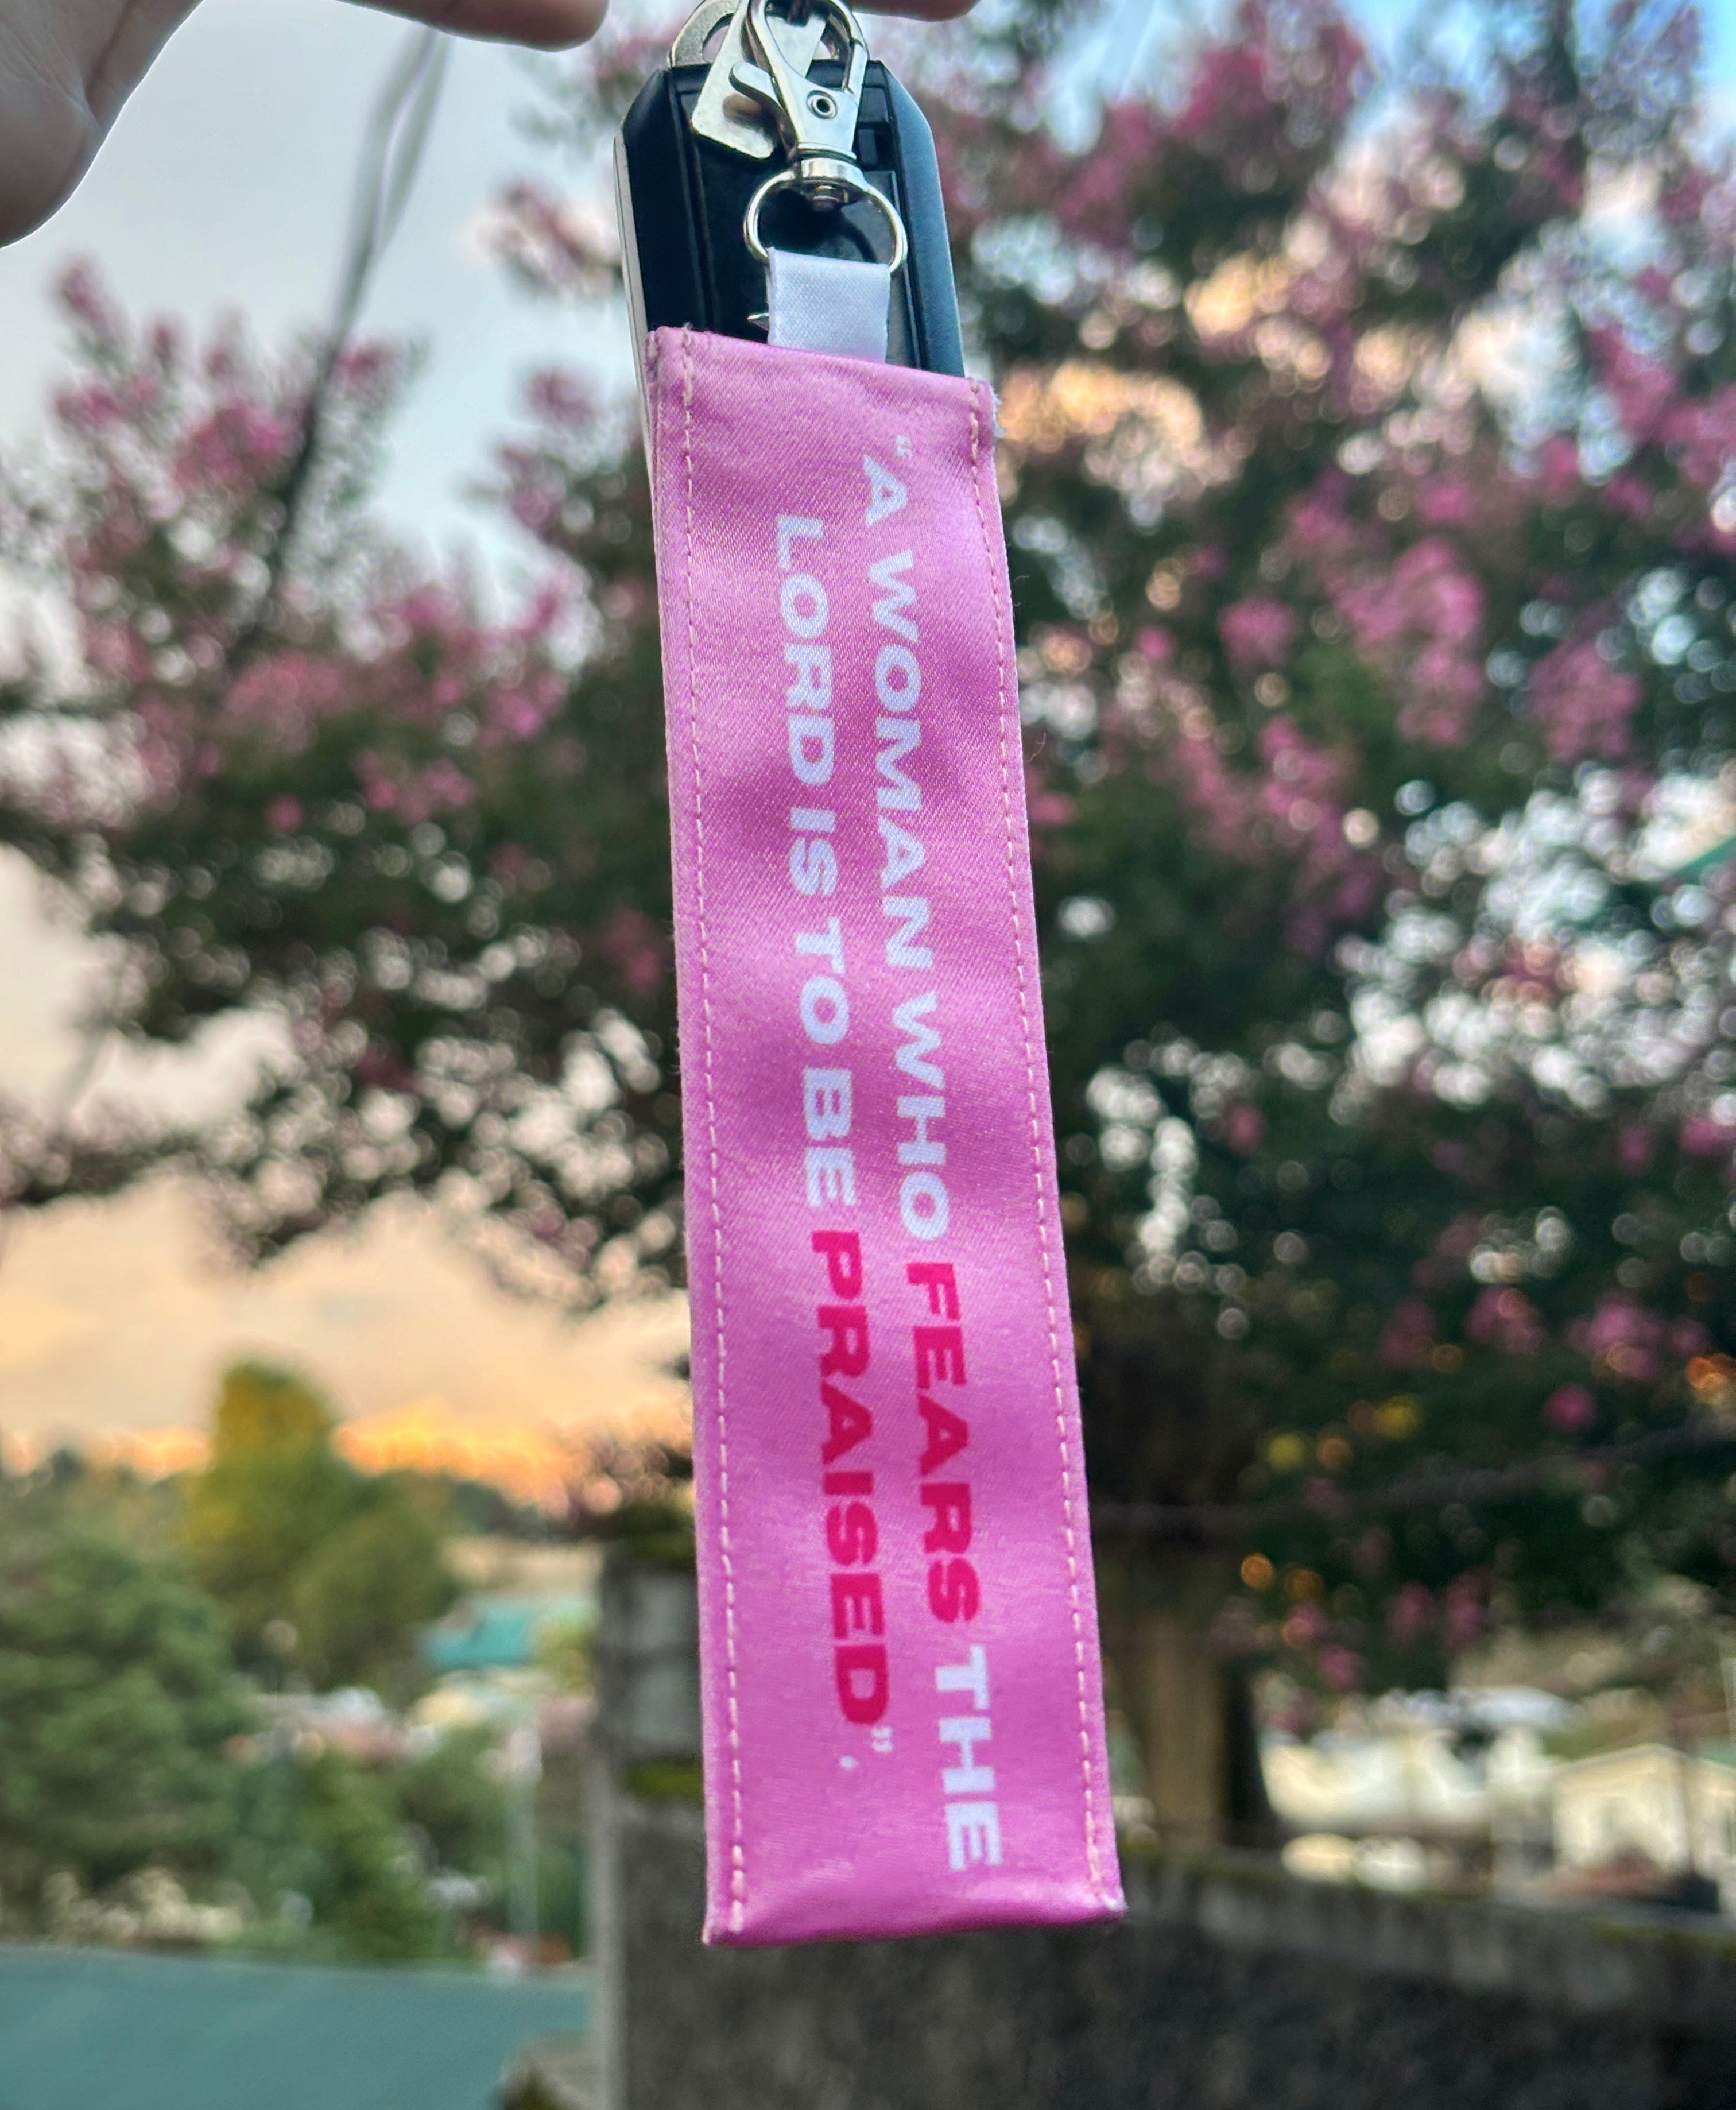 "A WOMAN WHO FEARS THE
LORD IS TO BE PRAISED".